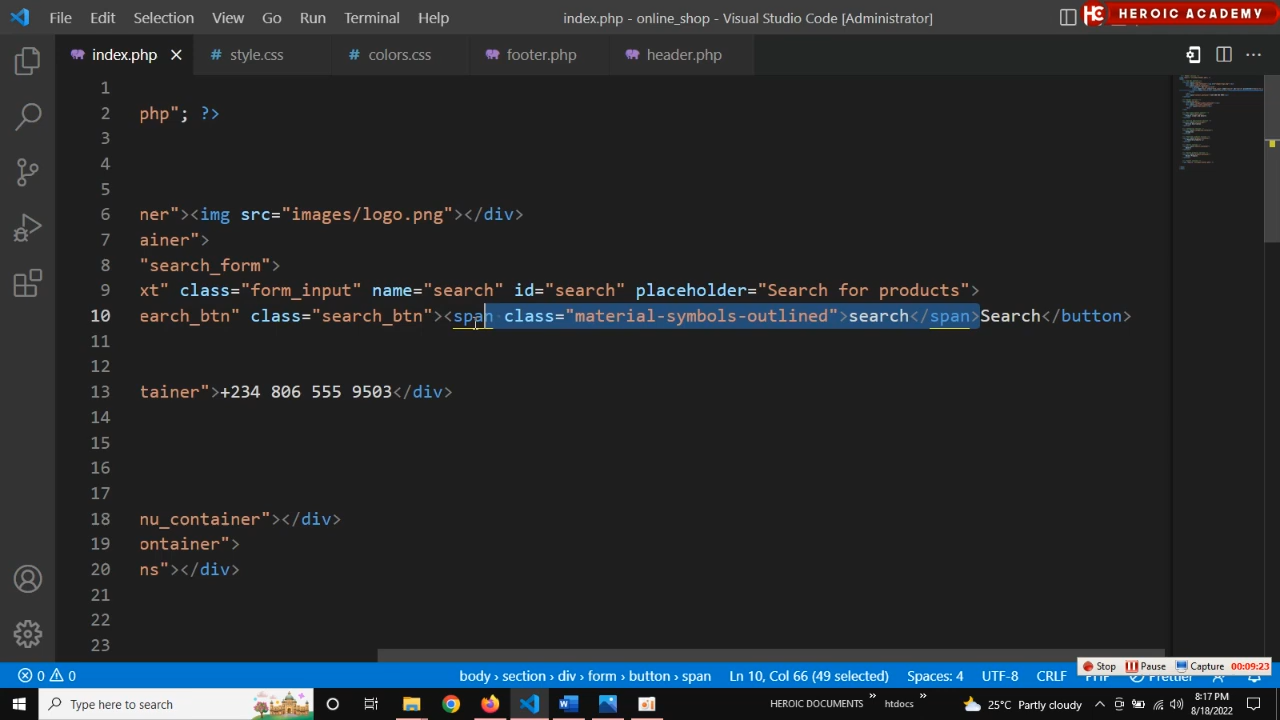 File Edit Selection View Go Run Terminal Help index.php - online_shop - Visual Studio Code [Administrator] HC HEROIC ACADEMY
index.php style.css colors.css footer.php header.php
1
2 php"; ?>
3
4
5
6 ner"><img src="images/logo.png"></div>
7 ainer">
8 "search_form">
9 xt" class="form_input" name="search" id="search" placeholder="Search for products">
10 earch_btn" class="search_btn"><span class="material-symbols-outlined">search</span>Search</button>
11
12
13 tainer">+234 806 555 9503</div>
14
15
16
17
18 nu_container"></div>
19 ontainer">
20 ns"></div>
21
22
23
0 0 body › section › div › form › button › span Ln 10, Col 66 (49 selected) Spaces: 4 UTF-8 CRLF PHP Prettier
Stop Pause Capture 00:09:23
Type here to search HEROIC DOCUMENTS » htdocs » 25°C Partly cloudy 8:17 PM
8/18/2022